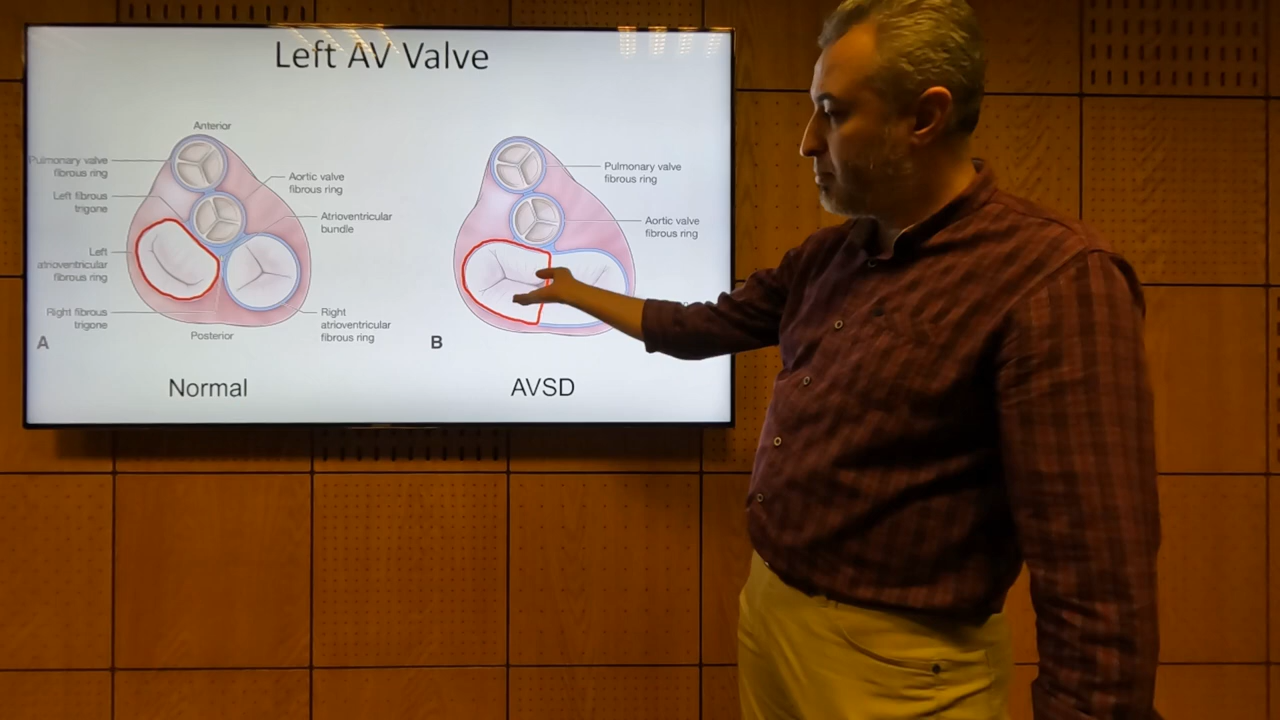 Left AV Valve
Anterior
Pulmonary valve
fibrous ring
Left fibrous
trigone
Left
atrioventricular
fibrous ring
Right fibrous
trigone
Aortic valve
fibrous ring
Atrioventricular
bundle
Right
atrioventricular
fibrous ring
Posterior
A
Normal
Pulmonary valve
fibrous ring
Aortic valve
fibrous ring
B
AVSD